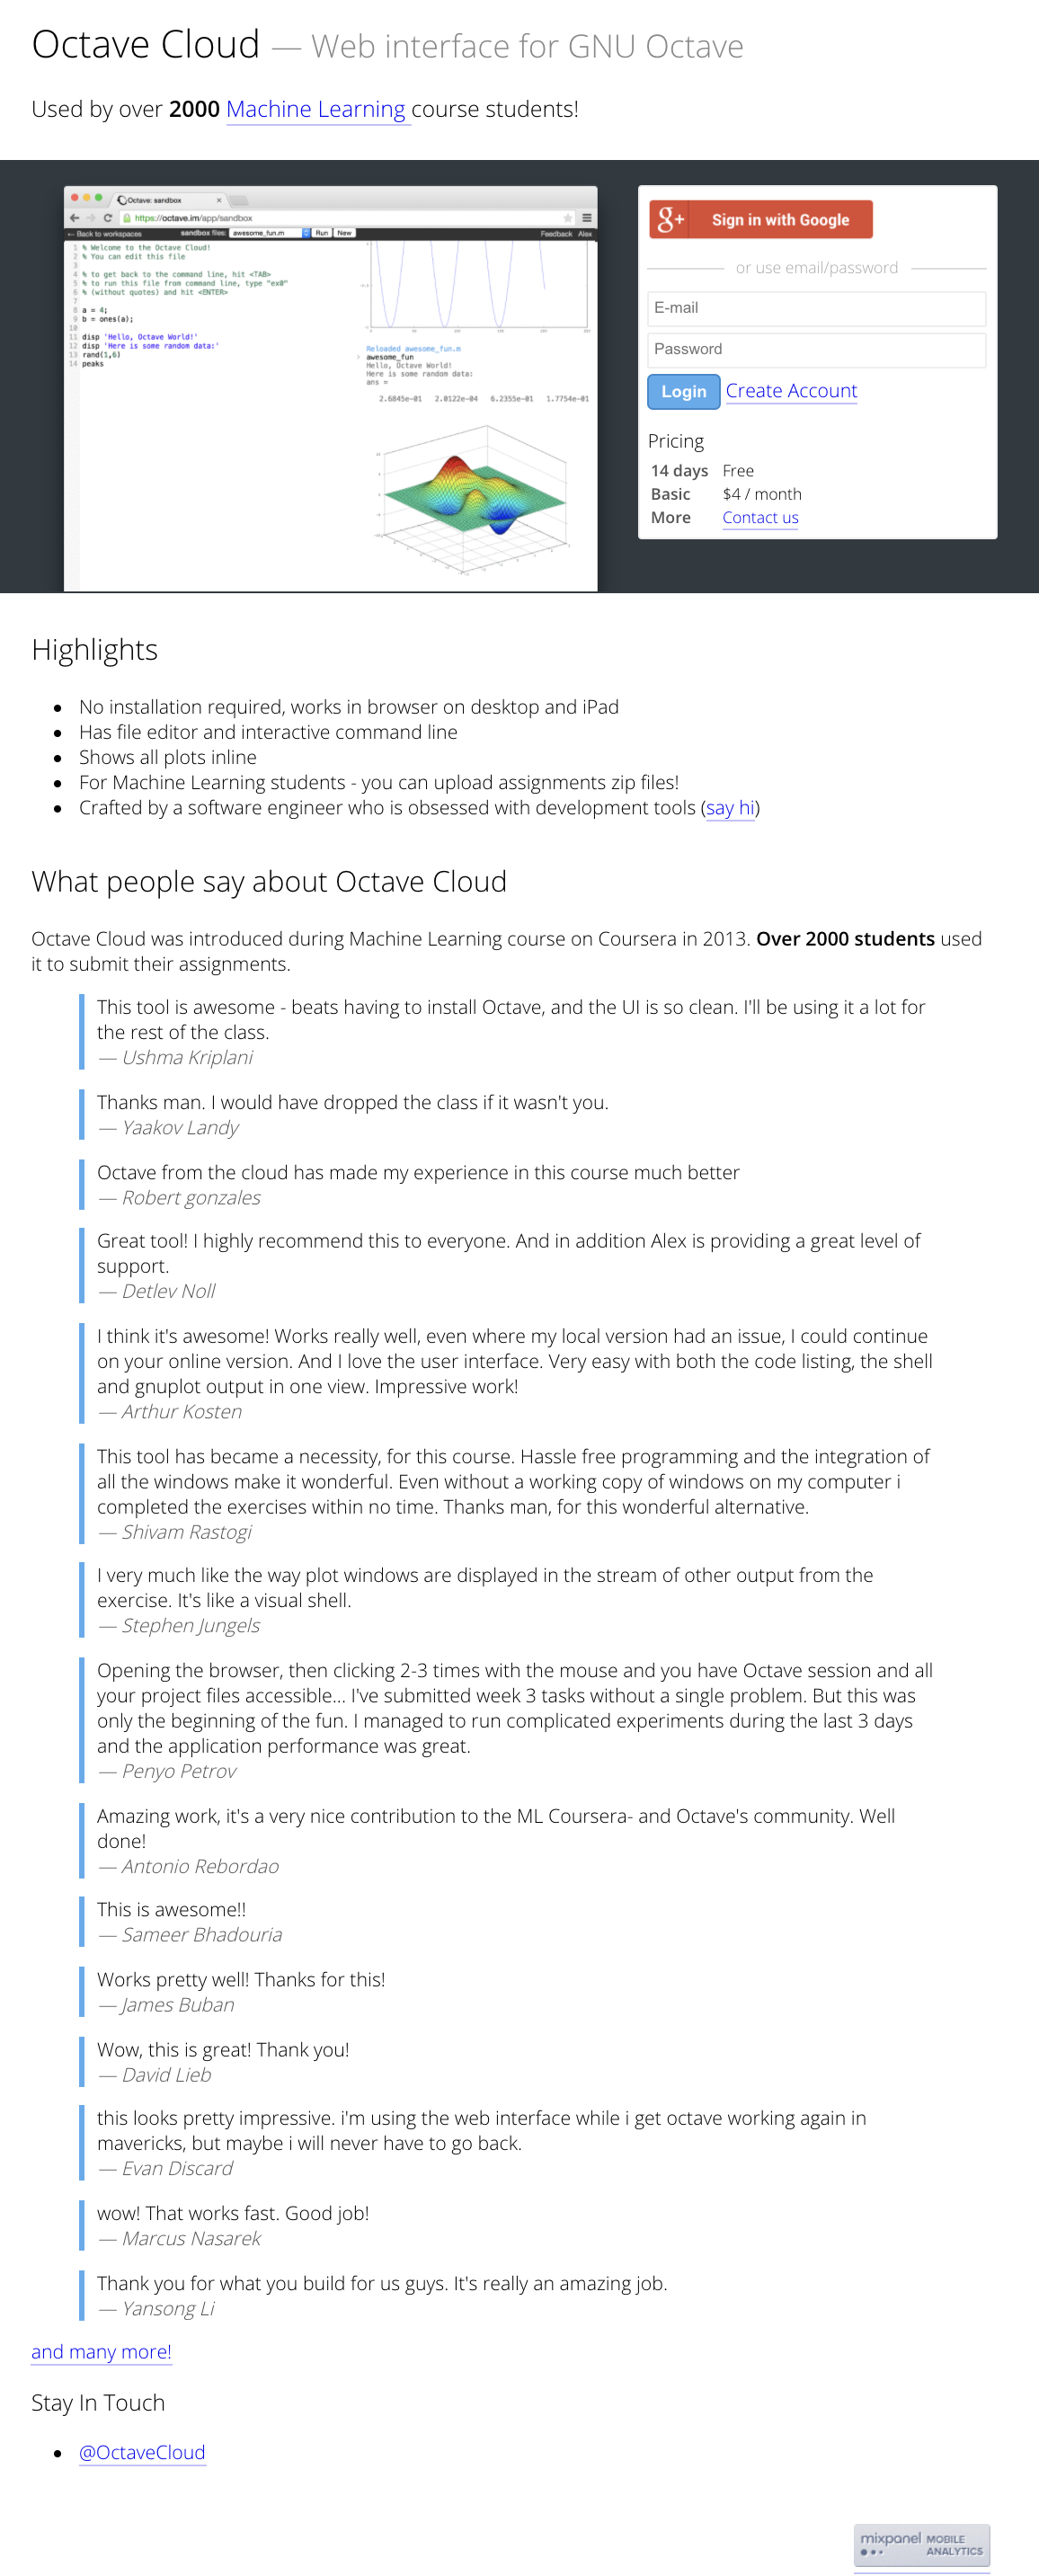 Octave Cloud — Web interface for GNU Octave
Used by over 2000 Machine Learning course students!
Octave: sandbox
https://octave.im/app/sandbox
← Back to workspaces sandbox files: awesome_fun.m Run New Feedback Alex
1 % Welcome to the Octave Cloud!
2 % You can edit this file
3
4 % to get back to the command line, hit <TAB>
5 % to run this file from command line, type "ex0"
6 % (without quotes) and hit <ENTER>
7
8 a = 4;
9 b = ones(a);
10
11 disp 'Hello, Octave World!'
12 disp 'Here is some random data:'
13 rand(1,6)
14 peaks
Reloaded awesome_fun.m
› awesome_fun
Hello, Octave World!
Here is some random data:
ans =
2.6845e-01 2.0122e-04 6.2355e-01 1.7754e-01
g+ Sign in with Google
or use email/password
E-mail
Password
Login Create Account
Pricing
14 days Free
Basic $4 / month
More Contact us
Highlights
• No installation required, works in browser on desktop and iPad
• Has file editor and interactive command line
• Shows all plots inline
• For Machine Learning students - you can upload assignments zip files!
• Crafted by a software engineer who is obsessed with development tools (say hi)
What people say about Octave Cloud
Octave Cloud was introduced during Machine Learning course on Coursera in 2013. Over 2000 students used
it to submit their assignments.
This tool is awesome - beats having to install Octave, and the UI is so clean. I'll be using it a lot for
the rest of the class.
— Ushma Kriplani
Thanks man. I would have dropped the class if it wasn't you.
— Yaakov Landy
Octave from the cloud has made my experience in this course much better
— Robert gonzales
Great tool! I highly recommend this to everyone. And in addition Alex is providing a great level of
support.
— Detlev Noll
I think it's awesome! Works really well, even where my local version had an issue, I could continue
on your online version. And I love the user interface. Very easy with both the code listing, the shell
and gnuplot output in one view. Impressive work!
— Arthur Kosten
This tool has became a necessity, for this course. Hassle free programming and the integration of
all the windows make it wonderful. Even without a working copy of windows on my computer i
completed the exercises within no time. Thanks man, for this wonderful alternative.
— Shivam Rastogi
I very much like the way plot windows are displayed in the stream of other output from the
exercise. It's like a visual shell.
— Stephen Jungels
Opening the browser, then clicking 2-3 times with the mouse and you have Octave session and all
your project files accessible... I've submitted week 3 tasks without a single problem. But this was
only the beginning of the fun. I managed to run complicated experiments during the last 3 days
and the application performance was great.
— Penyo Petrov
Amazing work, it's a very nice contribution to the ML Coursera- and Octave's community. Well
done!
— Antonio Rebordao
This is awesome!!
— Sameer Bhadouria
Works pretty well! Thanks for this!
— James Buban
Wow, this is great! Thank you!
— David Lieb
this looks pretty impressive. i'm using the web interface while i get octave working again in
mavericks, but maybe i will never have to go back.
— Evan Discard
wow! That works fast. Good job!
— Marcus Nasarek
Thank you for what you build for us guys. It's really an amazing job.
— Yansong Li
and many more!
Stay In Touch
• @OctaveCloud
mixpanel MOBILE
ANALYTICS